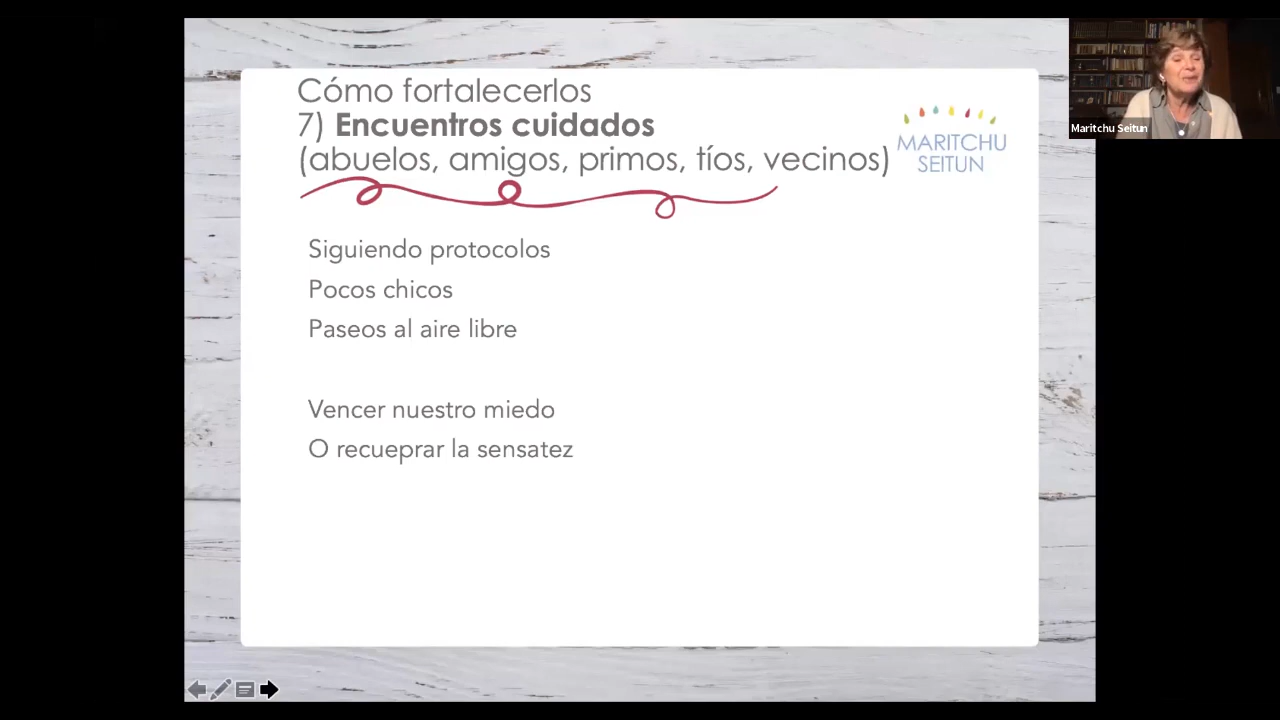 Cómo fortalecerlos
7) Encuentros cuidados
(abuelos, amigos, primos, tíos, vecinos)
MARITCHU
SEITUN
Maritchu Seitun
Siguiendo protocolos
Pocos chicos
Paseos al aire libre
Vencer nuestro miedo
O recueprar la sensatez